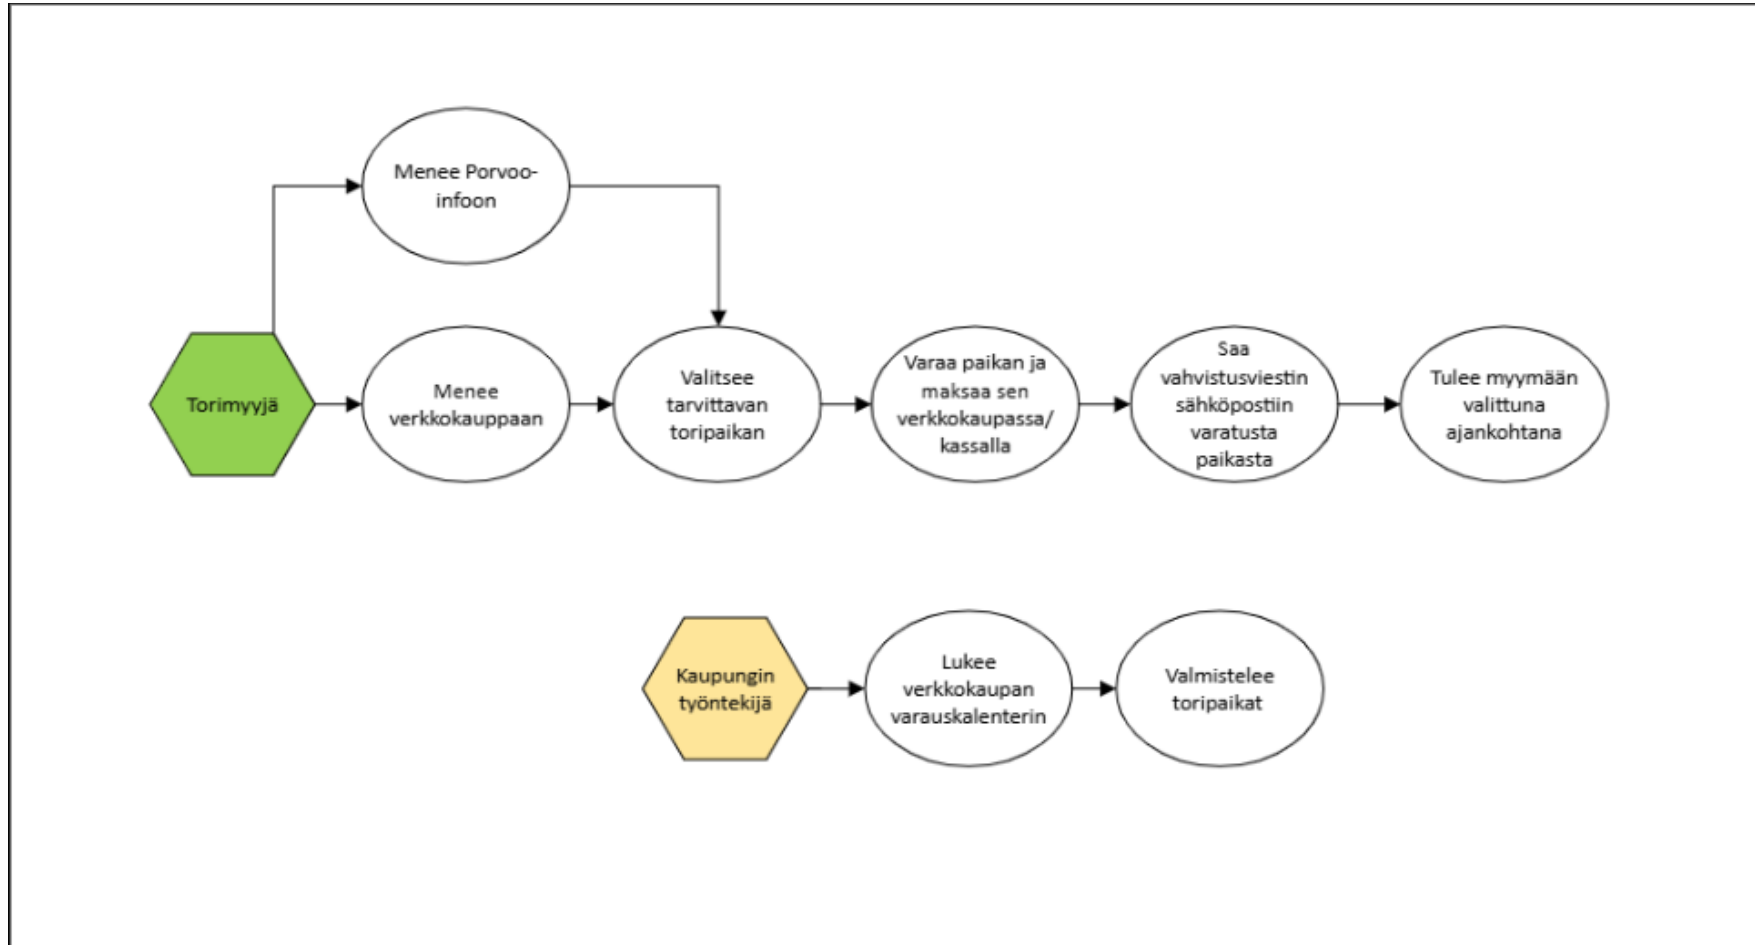 Menee Porvoo-
infoon
Torimyyjä
Menee
verkkokauppaan
Valitsee
tarvittavan
toripaikan
Varaa paikan ja
maksaa sen
verkkokaupassa/
kassalla
Saa
vahvistusviestin
sähköpostiin
varatusta
paikasta
Tulee myymään
valittuna
ajankohtana
Kaupungin
työntekijä
Lukee
verkkokaupan
varauskalenterin
Valmistelee
toripaikat